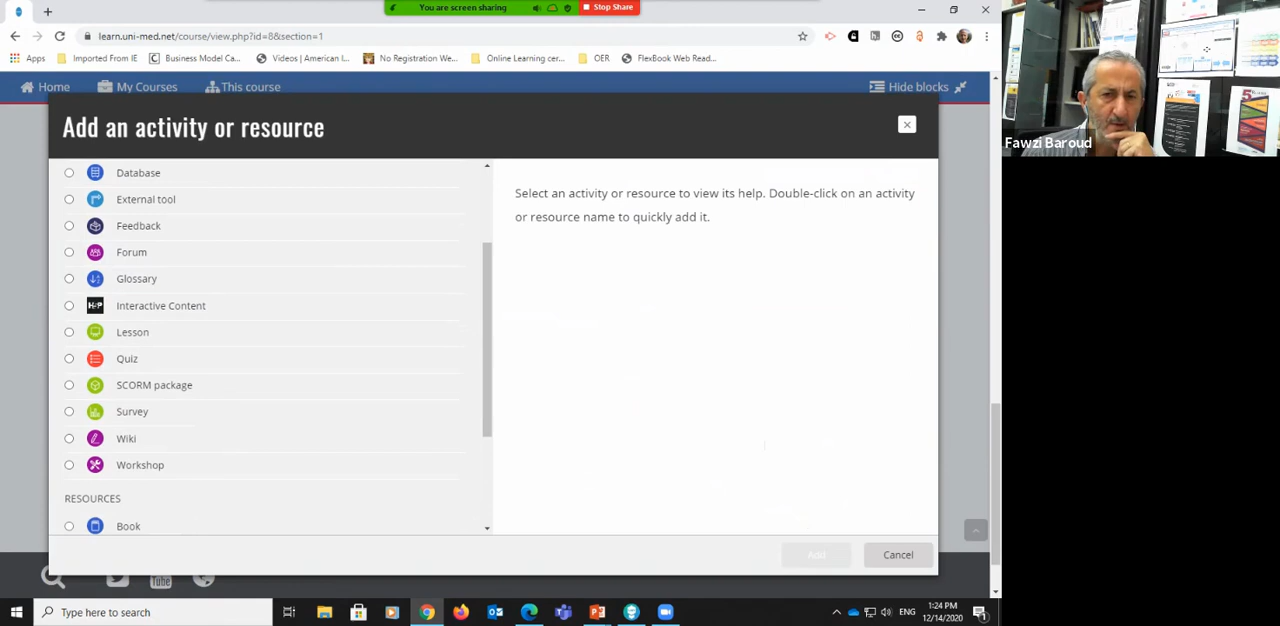 You are screen sharing
Stop Share
learn.uni-med.net/course/view.php?id=8&section=1
Apps
Imported From IE
Business Model Ca...
Videos | American I...
No Registration We...
Online Learning cer...
OER
FlexBook Web Read...
Home
My Courses
This course
Hide blocks
Add an activity or resource
Database
External tool
Feedback
Forum
Glossary
H-P
Interactive Content
Lesson
Quiz
SCORM package
Survey
Wiki
Workshop
RESOURCES
Book
Select an activity or resource to view its help. Double-click on an activity
or resource name to quickly add it.
Add
Cancel
You
Tube
Type here to search
ENG
1:24 PM
12/14/2020
1
Fawzi Baroud
5